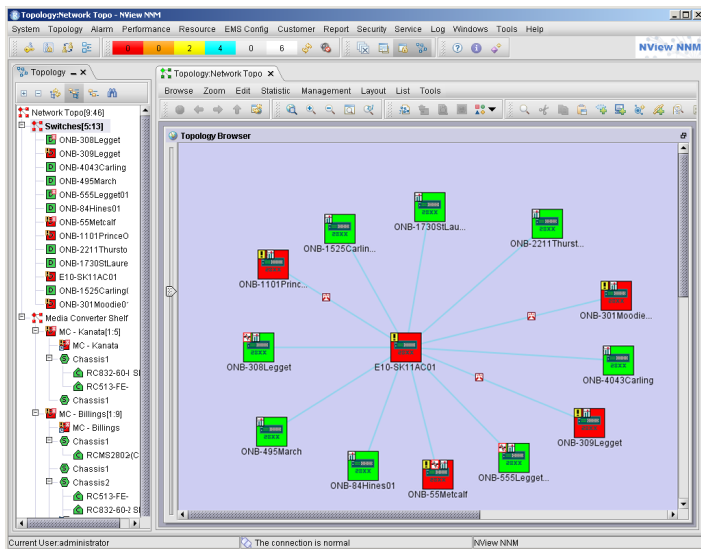 Topology:Network Topo - NView NNM
System Topology Alarm Performance Resource EMS Config Customer Report Security Service Log Windows Tools Help
0 0 2 4 0 6
NView NNM
Topology
Topology:Network Topo
Browse Zoom Edit Statistic Management Layout List Tools
Network Topo[9:46]
Switches[5:13]
ONB-308Legget
ONB-309Legget
ONB-4043Carling
ONB-495March
ONB-555Legget01
ONB-84Hines01
ONB-55Metcalf
ONB-1101PrinceO
ONB-2211Thursto
ONB-1730StLaure
E10-SK11AC01
ONB-1525Carling(
ONB-301Moodie0'
Media Converter Shelf
MC - Kanata[1:5]
MC - Kanata
Chassis1
RC832-60-I SI
RC513-FE-
Chassis1
MC - Billings[1:9]
MC - Billings
Chassis1
RCMS2802(C
Chassis1
Chassis2
RC513-FE-
RC832-60-2 SI
Topology Browser
ONB-1730StLau...
ONB-1525Carlin...
ONB-2211Thurst...
ONB-1101Princ...
ONB-301Moodie...
ONB-308Legget
E10-SK11AC01
ONB-4043Carling
ONB-309Legget
ONB-495March
ONB-555Legget...
ONB-84Hines01
ONB-55Metcalf
Current User:administrator
The connection is normal
NView NNM